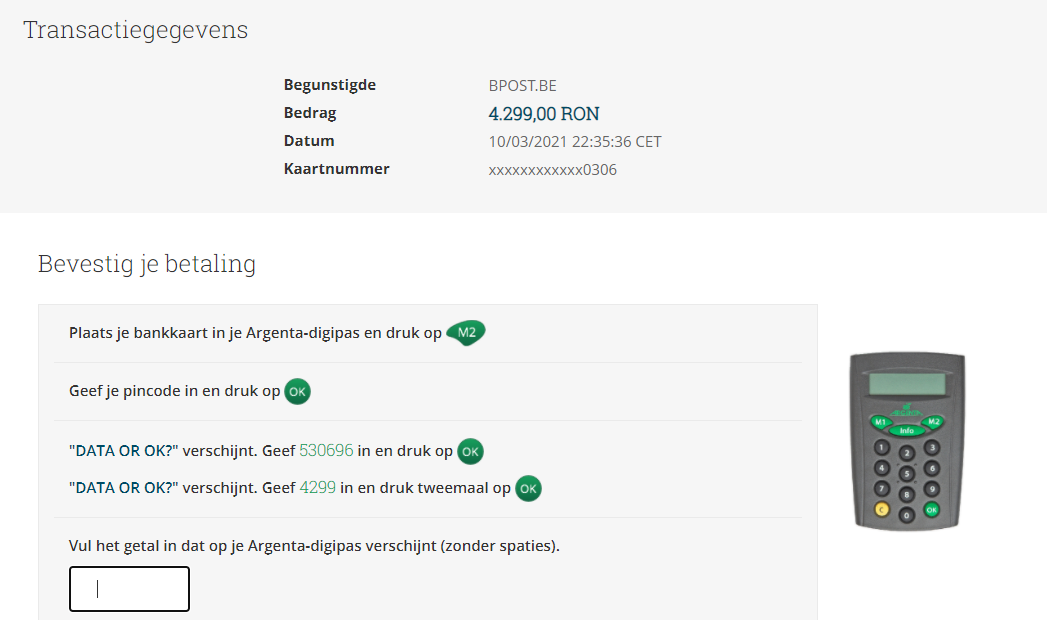 Transactiegegevens
Begunstigde BPOST.BE
Bedrag 4.299,00 RON
Datum 10/03/2021 22:35:36 CET
Kaartnummer xxxxxxxxxxxx0306
Bevestig je betaling
Plaats je bankkaart in je Argenta-digipas en druk op M2
Geef je pincode in en druk op OK
"DATA OR OK?" verschijnt. Geef 530696 in en druk op OK
"DATA OR OK?" verschijnt. Geef 4299 in en druk tweemaal op OK
Vul het getal in dat op je Argenta-digipas verschijnt (zonder spaties).
M1 M2
Info
1 2 3
4 5 6
7 8 9
C 0 OK